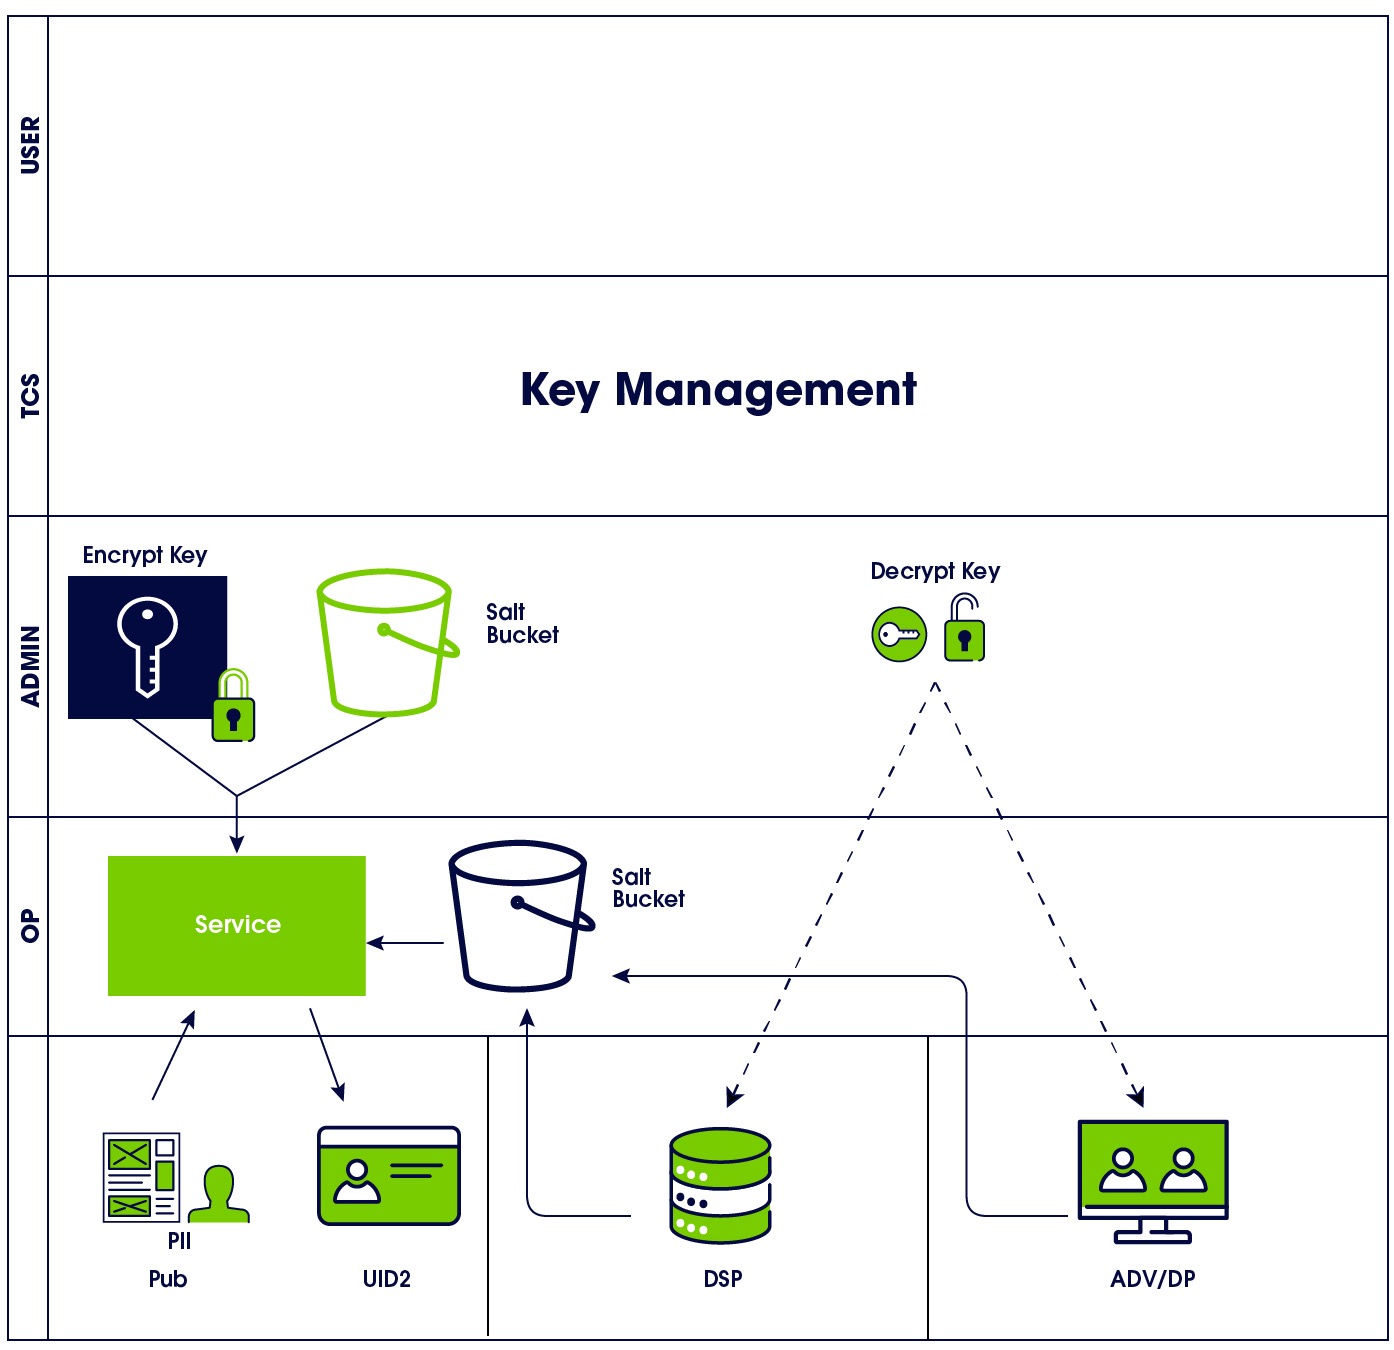 USER
TCS
Key Management
ADMIN
Encrypt Key
Salt
Bucket
Decrypt Key
OP
Service
Salt
Bucket
PII
Pub
UID2
DSP
ADV/DP